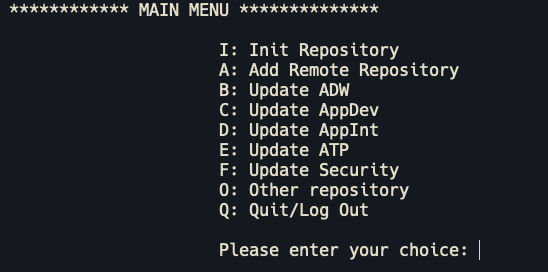 ************ MAIN MENU **************
I: Init Repository
A: Add Remote Repository
B: Update ADW
C: Update AppDev
D: Update AppInt
E: Update ATP
F: Update Security
O: Other repository
Q: Quit/Log Out
Please enter your choice: